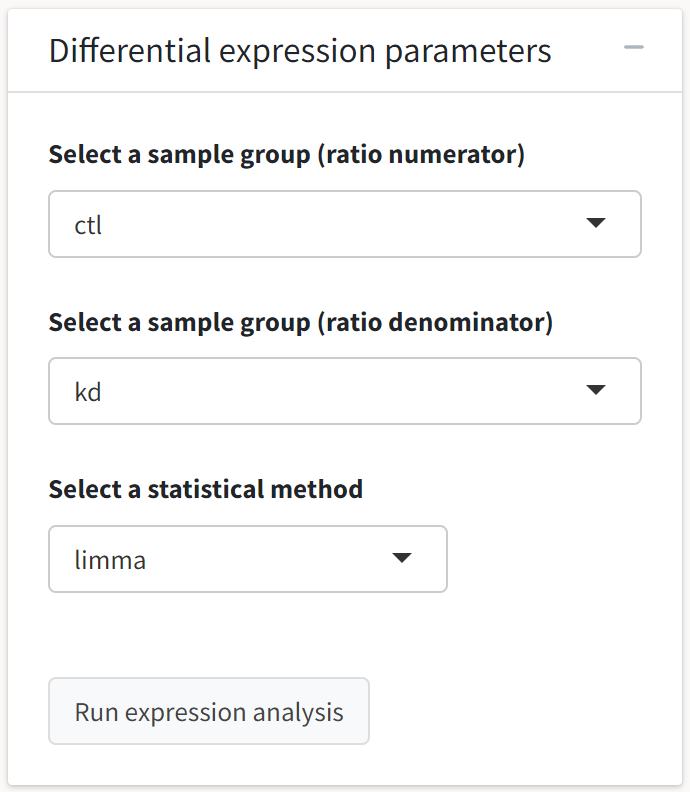 Differential expression parameters
Select a sample group (ratio numerator)
ctl
Select a sample group (ratio denominator)
kd
Select a statistical method
limma
Run expression analysis